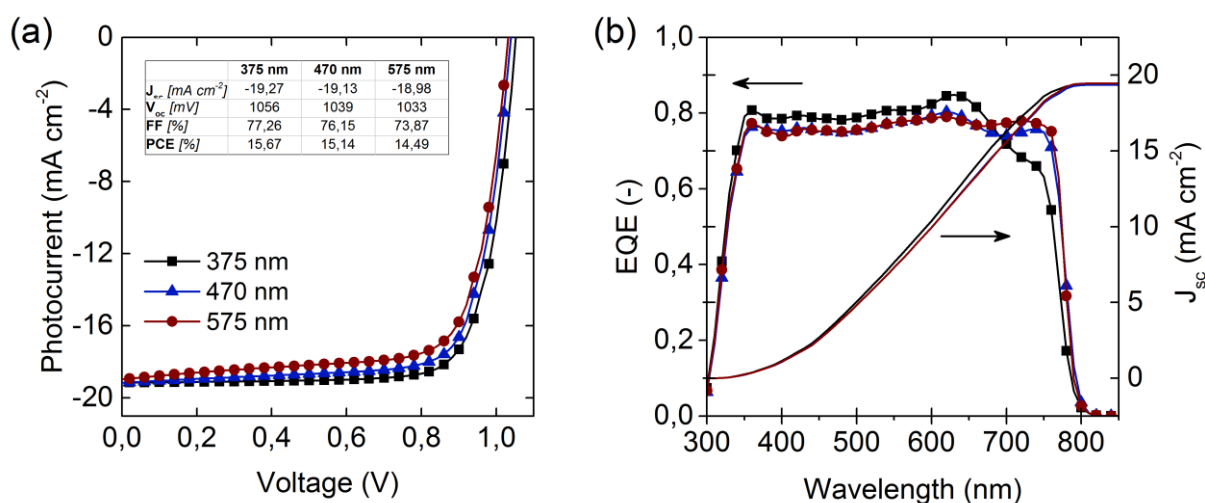 (a)
0
-4
-8
-12
-16
-20
Photocurrent (mA cm-2)
375 nm 470 nm 575 nm
Jsc [mA cm-2] -19,27 -19,13 -18,98
Voc [mV] 1056 1039 1033
FF [%] 77,26 76,15 73,87
PCE [%] 15,67 15,14 14,49
375 nm
470 nm
575 nm
0,0 0,2 0,4 0,6 0,8 1,0
Voltage (V)
(b)
1,0
0,8
0,6
0,4
0,2
0,0
EQE (-)
20
15
10
5
0
Jsc (mA cm-2)
300 400 500 600 700 800
Wavelength (nm)